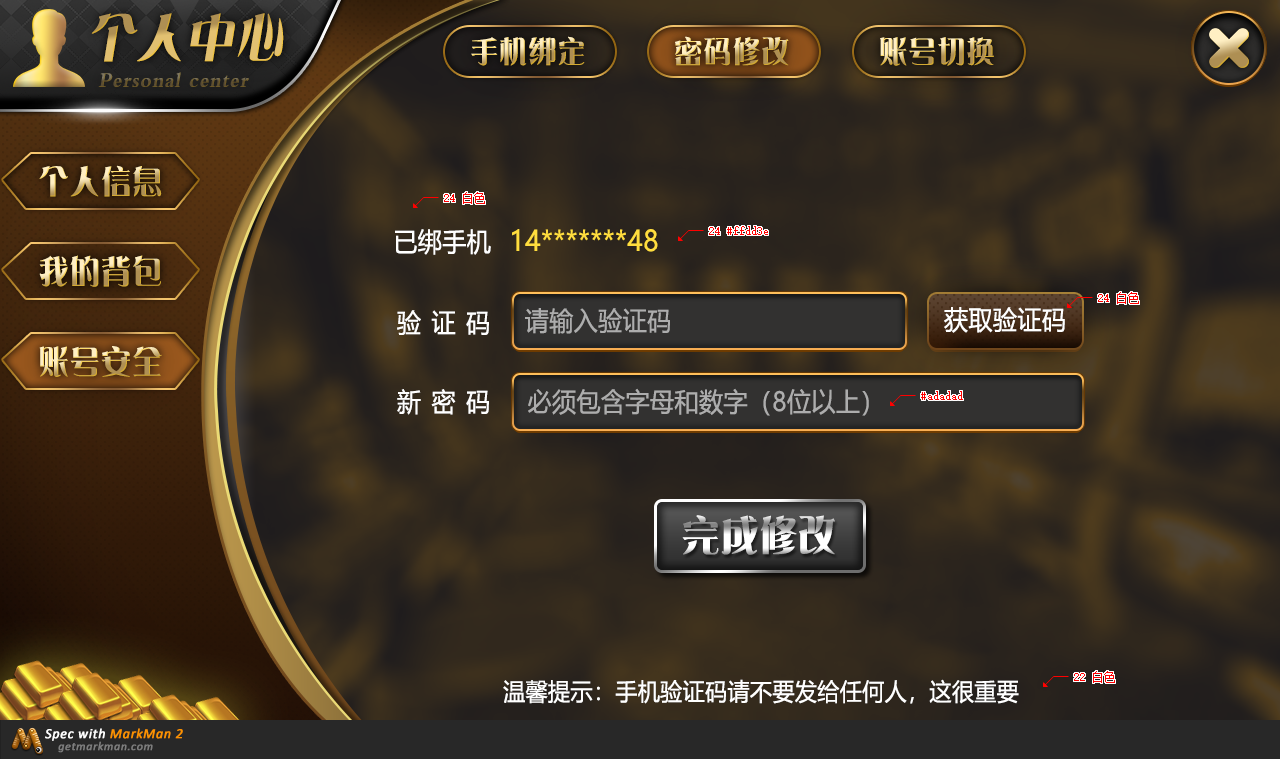 个人中心
Personal center
手机绑定
密码修改
账号切换
个人信息
我的背包
账号安全
24 白色
已绑手机 14*******48
24 #ffdd3e
验证码 请输入验证码 获取验证码
24 白色
新密码 必须包含字母和数字（8位以上）
#adadad
完成修改
温馨提示：手机验证码请不要发给任何人，这很重要
22 白色
Spec with MarkMan 2
getmarkman.com